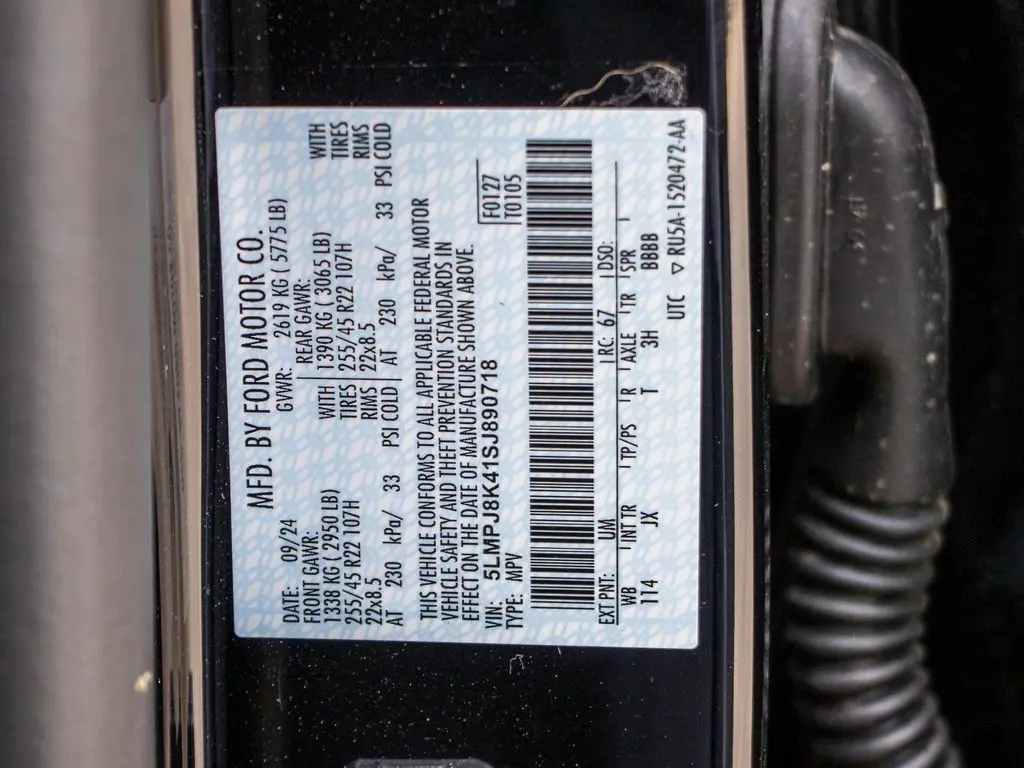 MFD. BY FORD MOTOR CO.
DATE: 09/24 GVWR: 2619 KG ( 5775 LB)
FRONT GAWR: REAR GAWR:
1338 KG ( 2950 LB) WITH 1390 KG ( 3065 LB) WITH
255/45 R22 107H TIRES 255/45 R22 107H TIRES
22x8.5 RIMS 22x8.5 RIMS
AT 230 kPa/ 33 PSI COLD AT 230 kPa/ 33 PSI COLD
THIS VEHICLE CONFORMS TO ALL APPLICABLE FEDERAL MOTOR
VEHICLE SAFETY AND THEFT PREVENTION STANDARDS IN
EFFECT ON THE DATE OF MANUFACTURE SHOWN ABOVE.
VIN: 5LMPJ8K41SJ890718 F0127
TYPE: MPV T0105
EXT PNT: UM RC: 67 DSO:
WB INT TR TP/PS R AXLE TR SPR
114 JX T 3H BBBB
UTC ▽ RU5A-1520472-AA